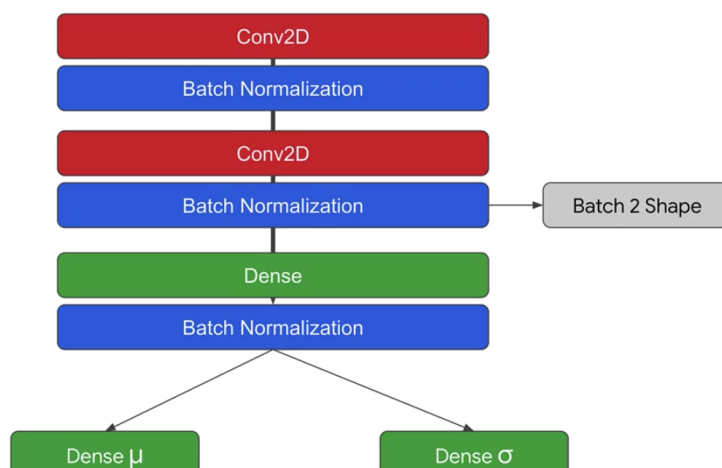 Conv2D
Batch Normalization
Conv2D
Batch Normalization
Batch 2 Shape
Dense
Batch Normalization
Dense μ
Dense σ